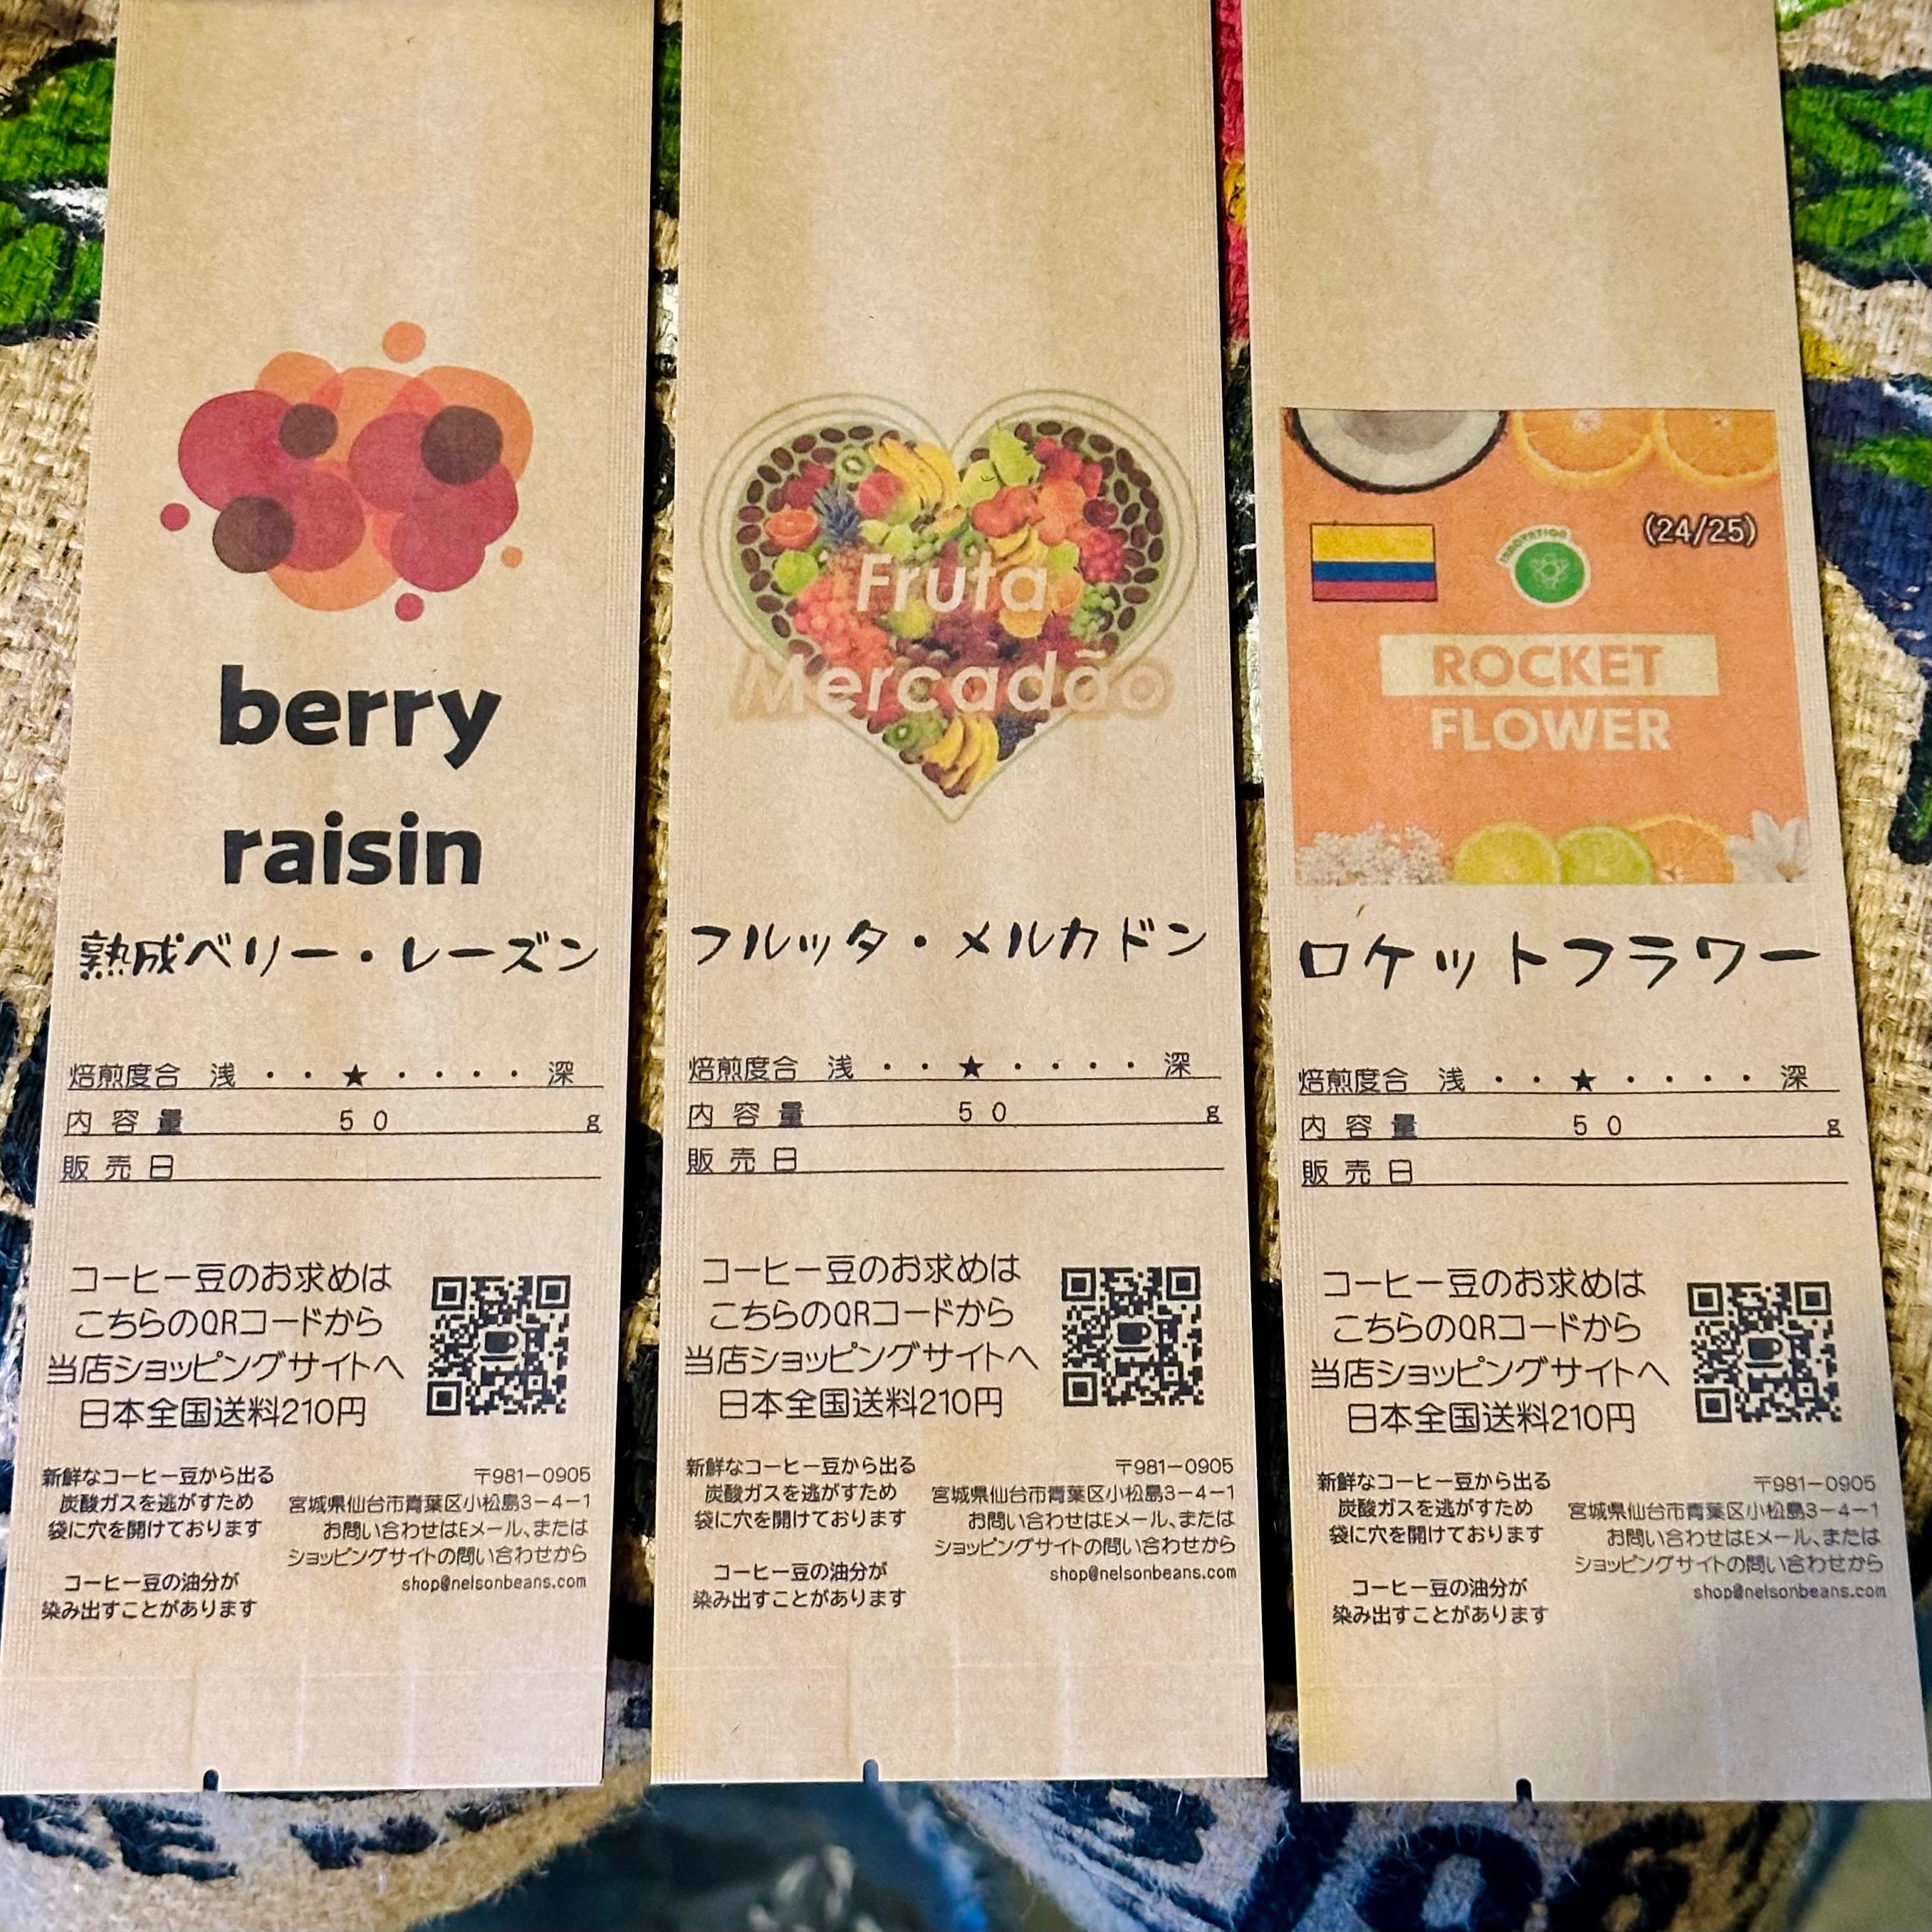 berry
raisin
熟成ベリー・レーズン
焙煎度合 浅 ・・★・・・・ 深
内容量 50 g
販売日
コーヒー豆のお求めは
こちらのQRコードから
当店ショッピングサイトへ
日本全国送料210円
新鮮なコーヒー豆から出る
炭酸ガスを逃がすため
袋に穴を開けております
コーヒー豆の油分が
染み出すことがあります
〒981-0905
宮城県仙台市青葉区小松島3-4-1
お問い合わせはEメール、または
ショッピングサイトの問い合わせから
shop@nelsonbeans.com
Fruta
Mercadão
フルッタ・メルカドン
焙煎度合 浅 ・・★・・・・ 深
内容量 50 g
販売日
コーヒー豆のお求めは
こちらのQRコードから
当店ショッピングサイトへ
日本全国送料210円
新鮮なコーヒー豆から出る
炭酸ガスを逃がすため
袋に穴を開けております
コーヒー豆の油分が
染み出すことがあります
〒981-0905
宮城県仙台市青葉区小松島3-4-1
お問い合わせはEメール、または
ショッピングサイトの問い合わせから
shop@nelsonbeans.com
INNOVATION
(24/25)
ROCKET
FLOWER
ロケットフラワー
焙煎度合 浅 ・・★・・・・ 深
内容量 50 g
販売日
コーヒー豆のお求めは
こちらのQRコードから
当店ショッピングサイトへ
日本全国送料210円
新鮮なコーヒー豆から出る
炭酸ガスを逃がすため
袋に穴を開けております
コーヒー豆の油分が
染み出すことがあります
〒981-0905
宮城県仙台市青葉区小松島3-4-1
お問い合わせはEメール、または
ショッピングサイトの問い合わせから
shop@nelsonbeans.com